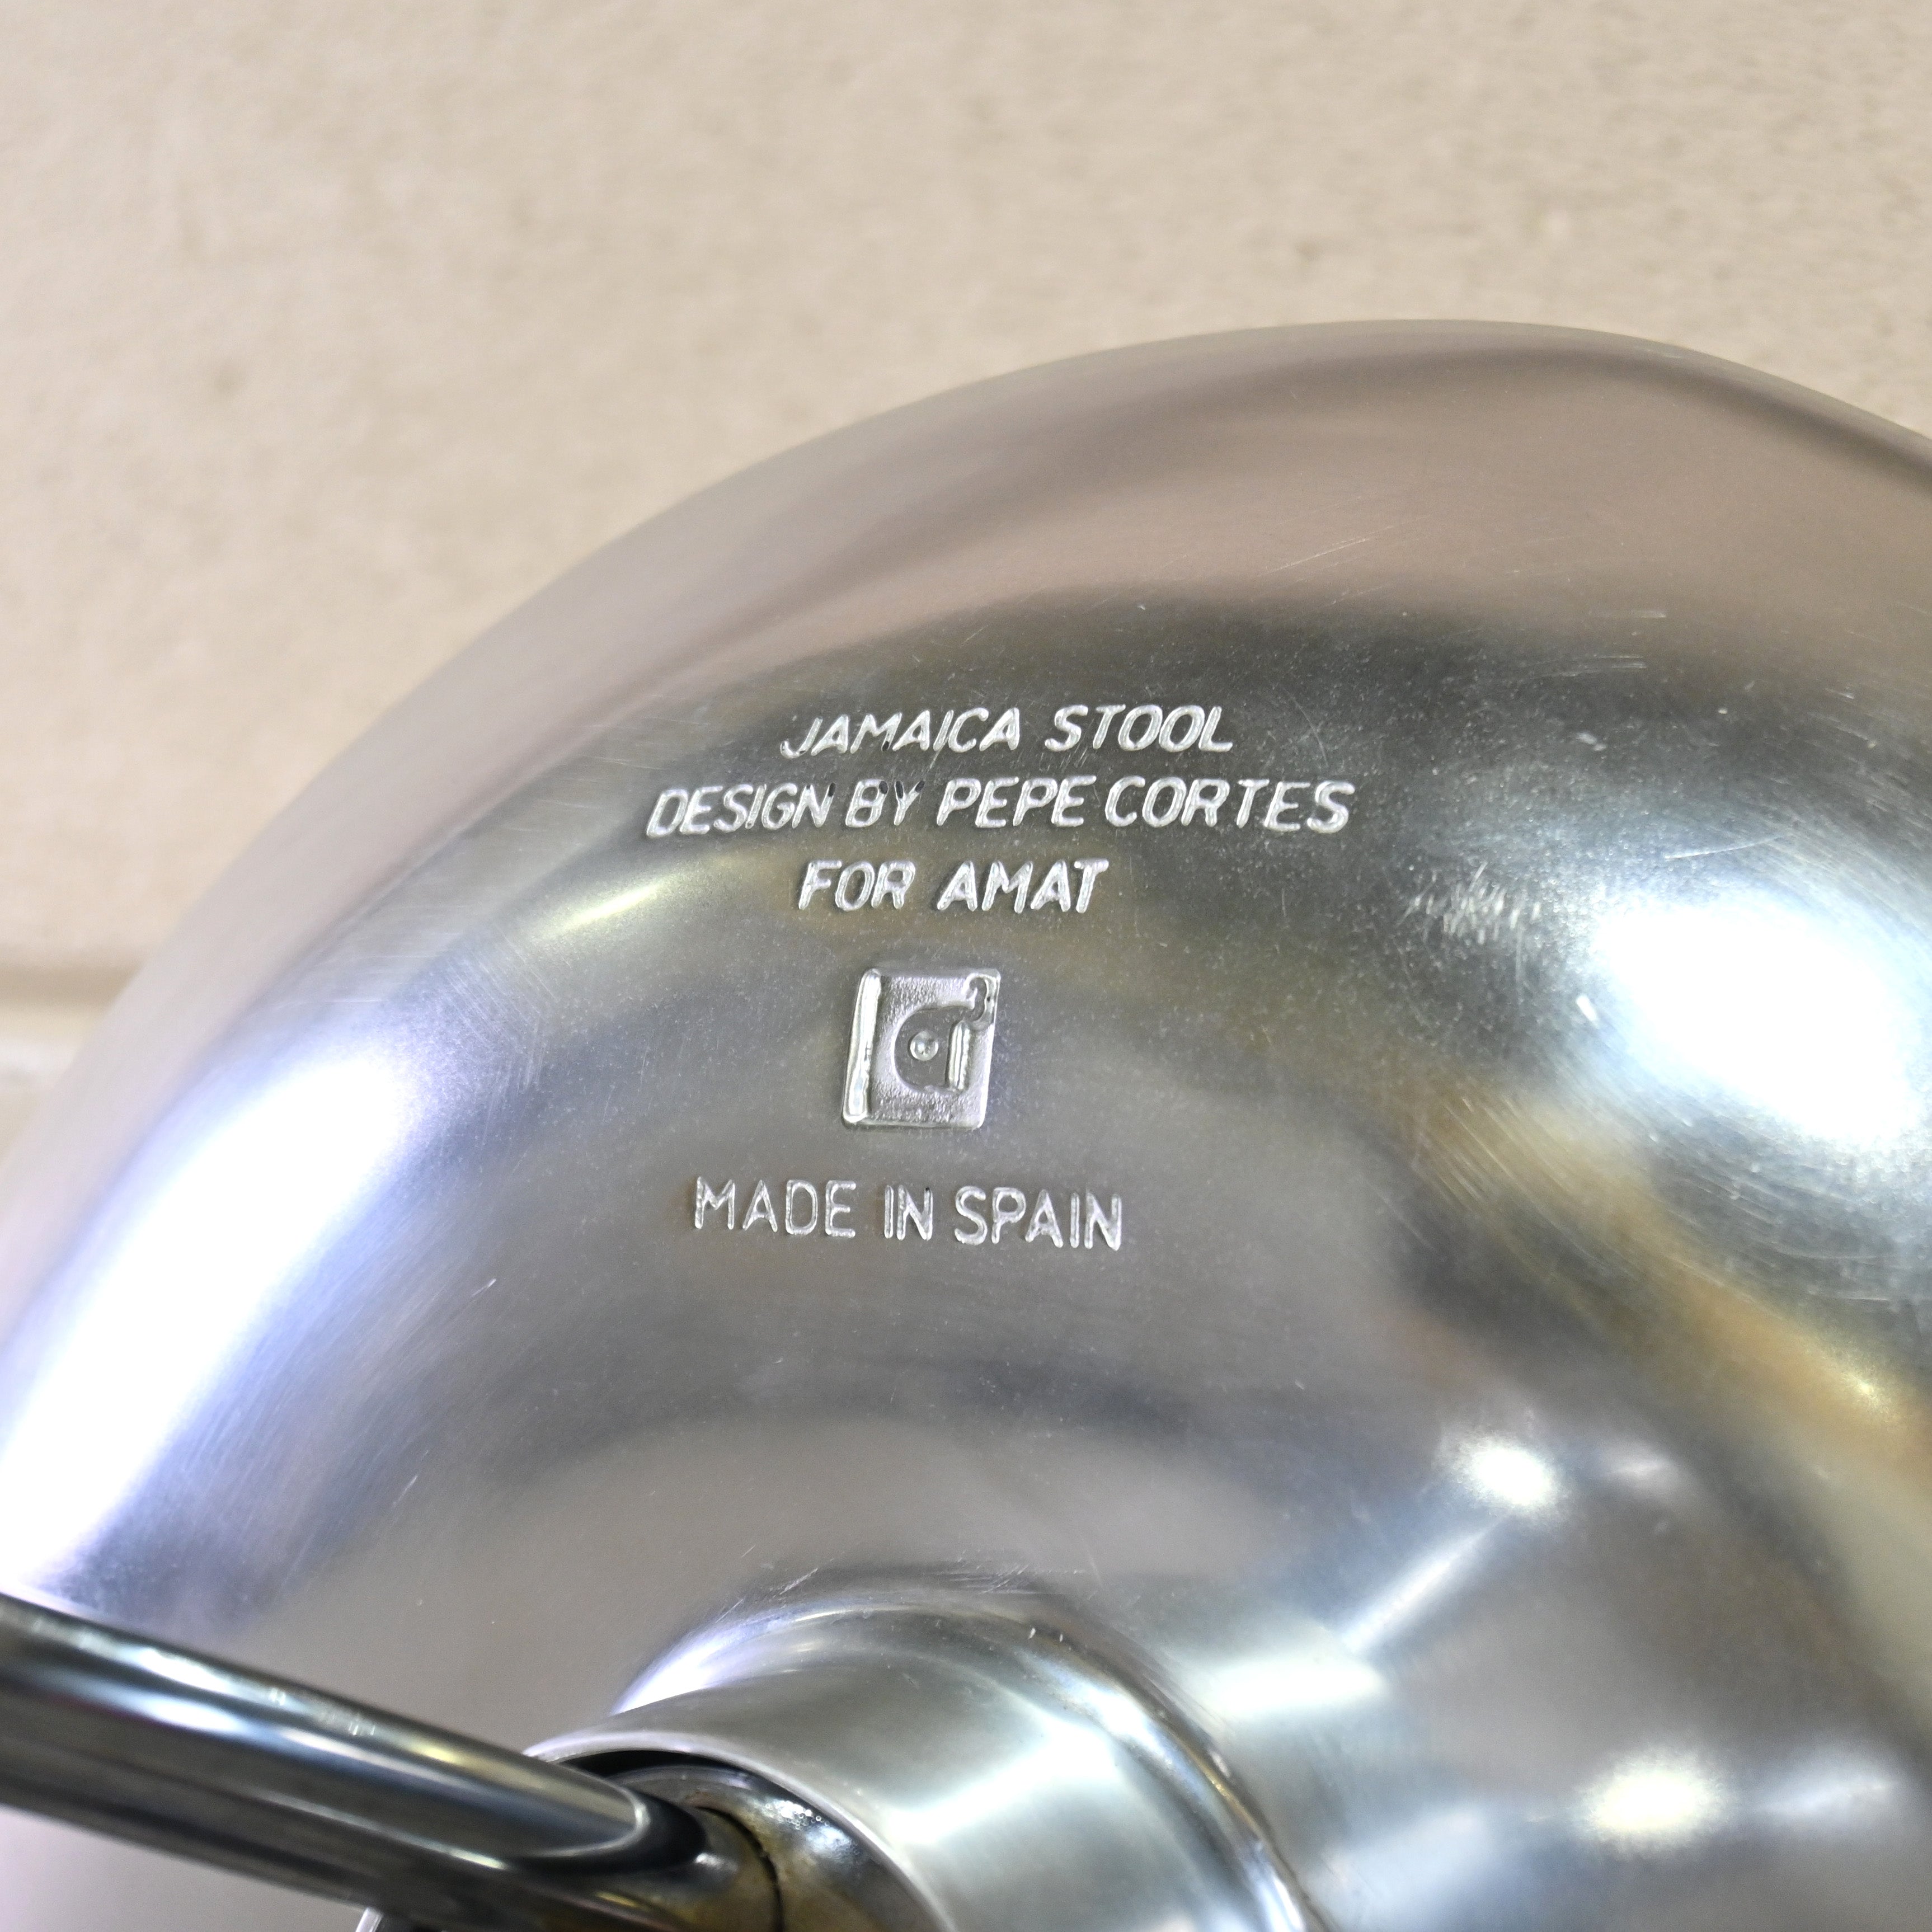 JAMAICA STOOL
DESIGN BY PEPE CORTES
FOR AMAT
MADE IN SPAIN